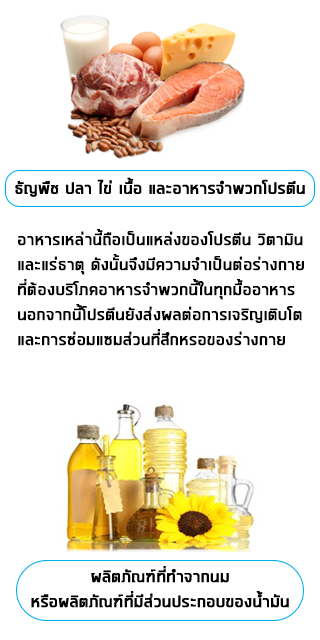 ธัญพืช ปลา ไข่ เนื้อ และอาหารจำพวกโปรตีน
อาหารเหล่านี้ถือเป็นแหล่งของโปรตีน วิตามิน
และแร่ธาตุ ดังนั้นจึงมีความจำเป็นต่อร่างกาย
ที่ต้องบริโภคอาหารจำพวกนี้ในทุกมื้ออาหาร
นอกจากนี้โปรตีนยังส่งผลต่อการเจริญเติบโต
และการซ่อมแซมส่วนที่สึกหรอของร่างกาย
ผลิตภัณฑ์ที่ทำจากนม
หรือผลิตภัณฑ์ที่มีส่วนประกอบของน้ำมัน